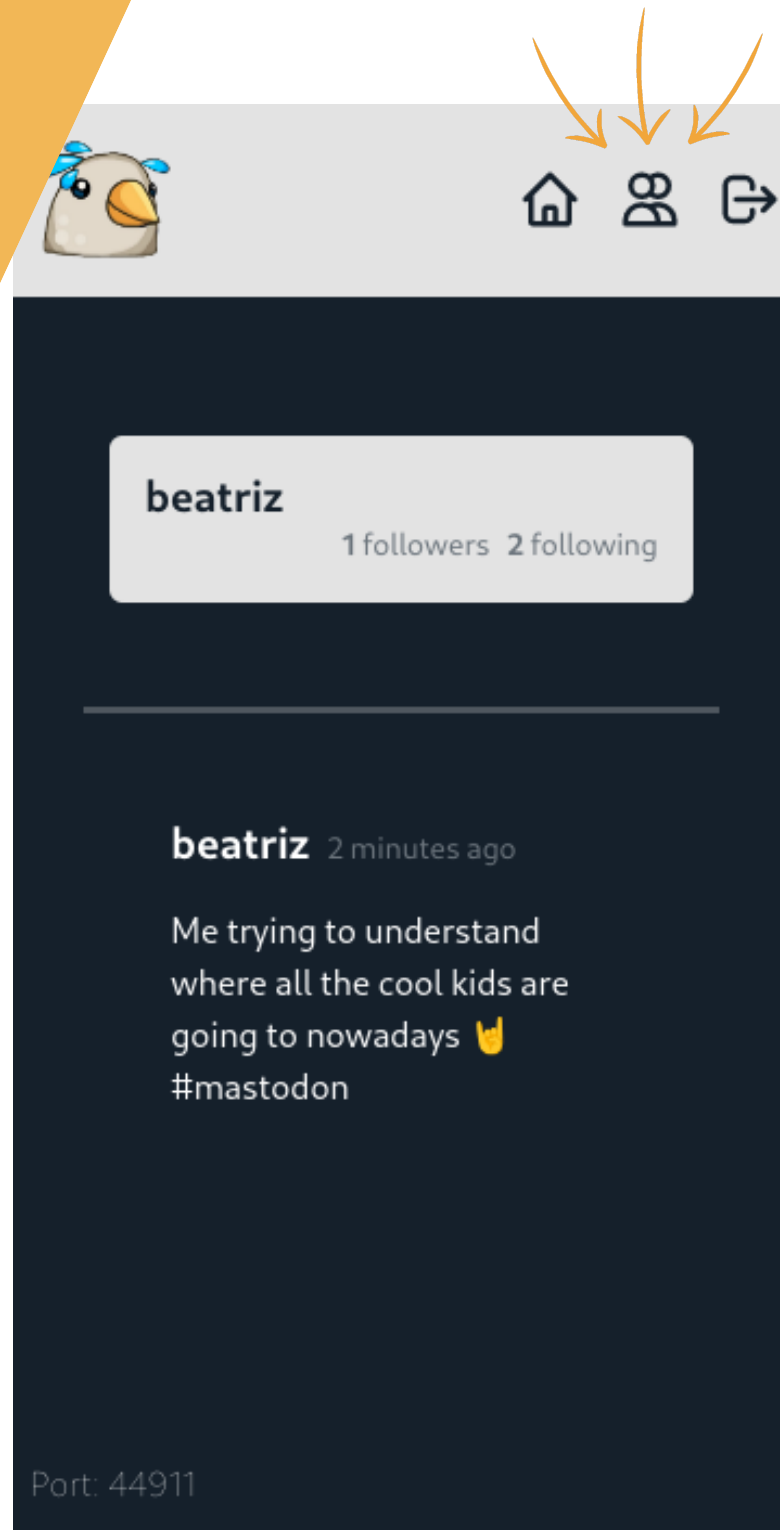 beatriz
1 followers 2 following
beatriz 2 minutes ago
Me trying to understand
where all the cool kids are
going to nowadays 🤘
#mastodon
Port: 44911